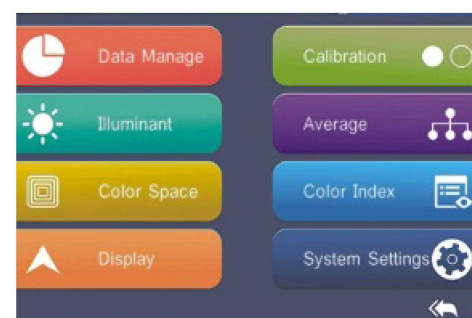 Data Manage
Calibration
Illuminant
Average
Color Space
Color Index
Display
System Settings